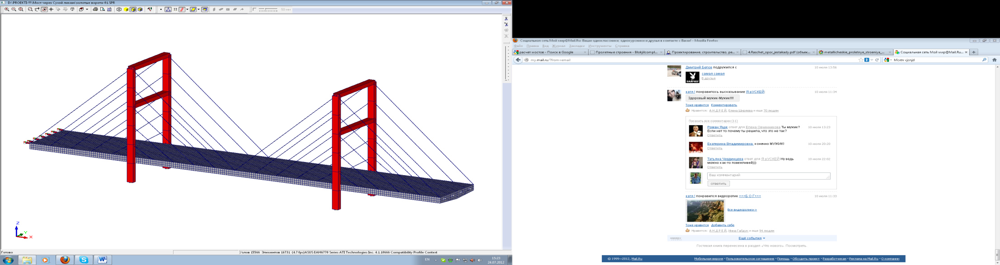 D:\PROEKTI-!!!\Мост через Сухой лиман\золотые ворота-01.SPR
50 мм
Z
Y
X
Готово
Узлов 15566 Элементов 16731 (4.7 fps)ASUS EAH6770 Series ATI Technologies Inc. 4.1.10666 Compatibility Profile Context
EN
15:23
24.07.2012
Социальная сеть Мой мир@Mail.Ru: Ваши одноклассники, однокурсники и друзья в контакте с Вами! - Mozilla Firefox
Файл Правка Вид Журнал Закладки Инструменты Справка
расчет мостов - Поиск в Google
Пролетные строения - Blokjilcompl...
Проектирование, строительство, ре...
4.Raschet_opor_jestakady.pdf (объек...
metallicheskie_proletnye_stroeniya_...
Социальная сеть Мой мир@Mail.Ru...
my.mail.ru/?from=email
hfcxtn vjcnjd
Дмитрий Белов подружился с
10 июля 13:56
самая самая
В друзья
ЗАЙЧЕГ
катя ! понравилось высказывание Я рУСКЕЙ:
10 июля 11:34
Здоровый мужик-Мужик!!!!
Тоже нравится Комментировать
Нравится: А Н Д Р Е Й, Елена Ширяева и еще 70 людям
Показать все комментарии (11)
Роман Яцук ответ для Елена Овчинникова Ты мужик?
10 июля 13:23
Если нет то почему ты решила, что это не так?
Ответить
Екатерина Владимировна. конечно МУЖИК!
10 июля 20:20
Ответить
Татьяна Чердинцева ответ для Я рУСКЕЙ Ну ведь
10 июля 22:02
можно как-то повежливей)))
Ответить
Ваш комментарий
ответить
катя ! понравился видеоролик >>>Б О Г<<<
10 июля 11:33
Все видеоролики »
Тоже нравится Добавить себе
Нравится: А Н Д Р Е Й, Инна Гайдук и еще 94 людям
наверх
Ещё события
Гостевая книга перенесена в раздел «Что нового». Посмотреть.
© 1999—2012, Mail.Ru
Мобильная версия · Пользовательское соглашение · Помощь · Обсудить проект · Разработчикам · Реклама на Mail.Ru · О компании